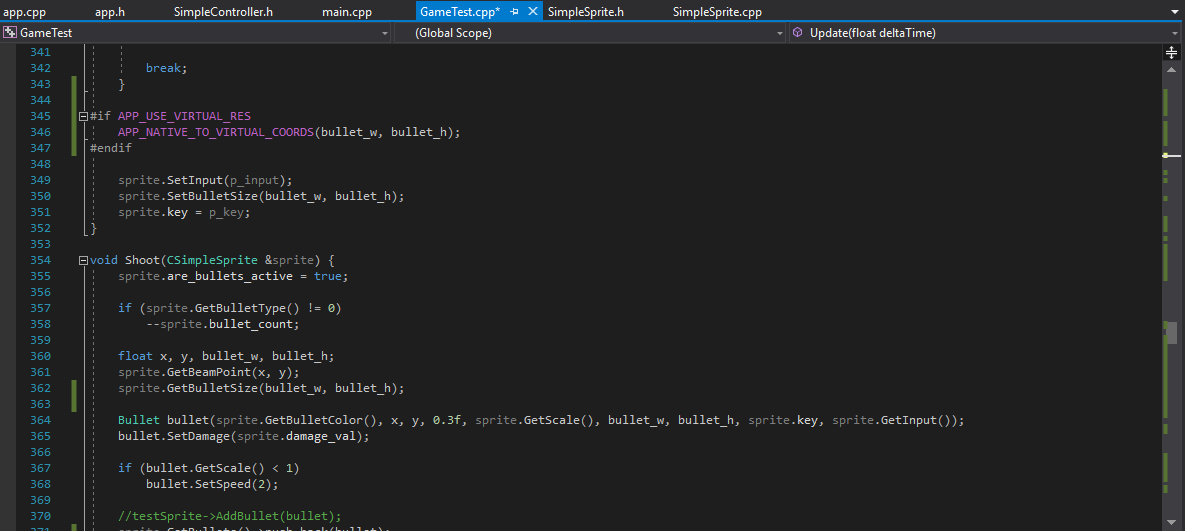 app.cpp app.h SimpleController.h main.cpp GameTest.cpp* SimpleSprite.h SimpleSprite.cpp
GameTest (Global Scope) Update(float deltaTime)
341
342 break;
343 }
344
345 #if APP_USE_VIRTUAL_RES
346 APP_NATIVE_TO_VIRTUAL_COORDS(bullet_w, bullet_h);
347 #endif
348
349 sprite.SetInput(p_input);
350 sprite.SetBulletSize(bullet_w, bullet_h);
351 sprite.key = p_key;
352 }
353
354 void Shoot(CSimpleSprite &sprite) {
355 sprite.are_bullets_active = true;
356
357 if (sprite.GetBulletType() != 0)
358 --sprite.bullet_count;
359
360 float x, y, bullet_w, bullet_h;
361 sprite.GetBeamPoint(x, y);
362 sprite.GetBulletSize(bullet_w, bullet_h);
363
364 Bullet bullet(sprite.GetBulletColor(), x, y, 0.3f, sprite.GetScale(), bullet_w, bullet_h, sprite.key, sprite.GetInput());
365 bullet.SetDamage(sprite.damage_val);
366
367 if (bullet.GetScale() < 1)
368 bullet.SetSpeed(2);
369
370 //testSprite->AddBullet(bullet);
371 sprite.GetBullets()->push_back(bullet);